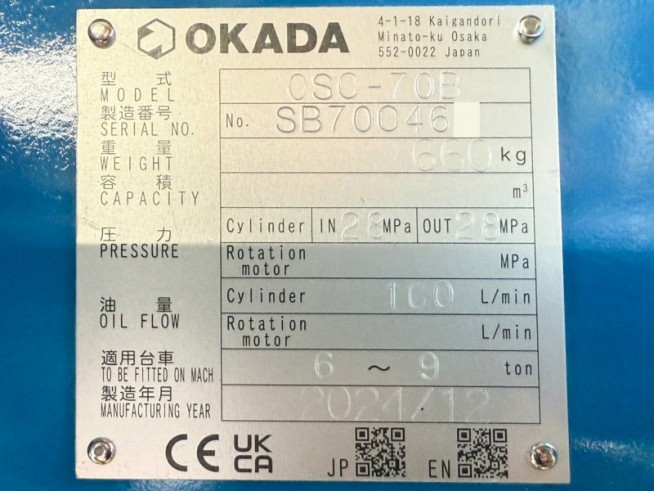 OKADA
4-1-18 Kaigandori
Minato-ku Osaka
552-0022 Japan
型式 OSC-70B
MODEL
製造番号 No. SB70C46
SERIAL NO.
重量 660 kg
WEIGHT
容積 m³
CAPACITY
圧力 Cylinder IN 28 MPa OUT 28 MPa
PRESSURE Rotation motor MPa
油量 Cylinder 100 L/min
OIL FLOW Rotation motor L/min
適用台車 6 ~ 9 ton
TO BE FITTED ON MACH
製造年月 2024/12
MANUFACTURING YEAR
CE UK CA JP EN